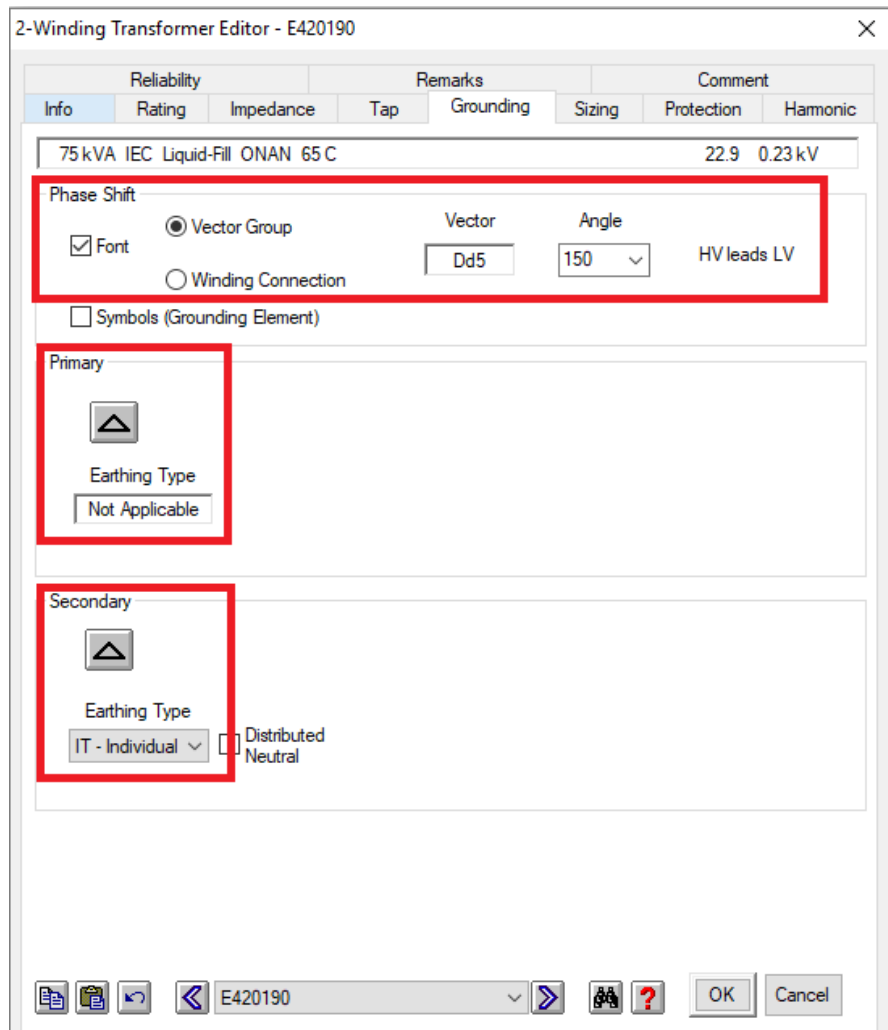 2-Winding Transformer Editor - E420190
Reliability Remarks Comment
Info Rating Impedance Tap Grounding Sizing Protection Harmonic
75 kVA IEC Liquid-Fill ONAN 65 C 22.9 0.23 kV
Phase Shift
Font
Vector Group
Winding Connection
Vector Angle
Dd5 150 HV leads LV
Symbols (Grounding Element)
Primary
Earthing Type
Not Applicable
Secondary
Earthing Type
IT - Individual
Distributed
Neutral
E420190
?
OK Cancel